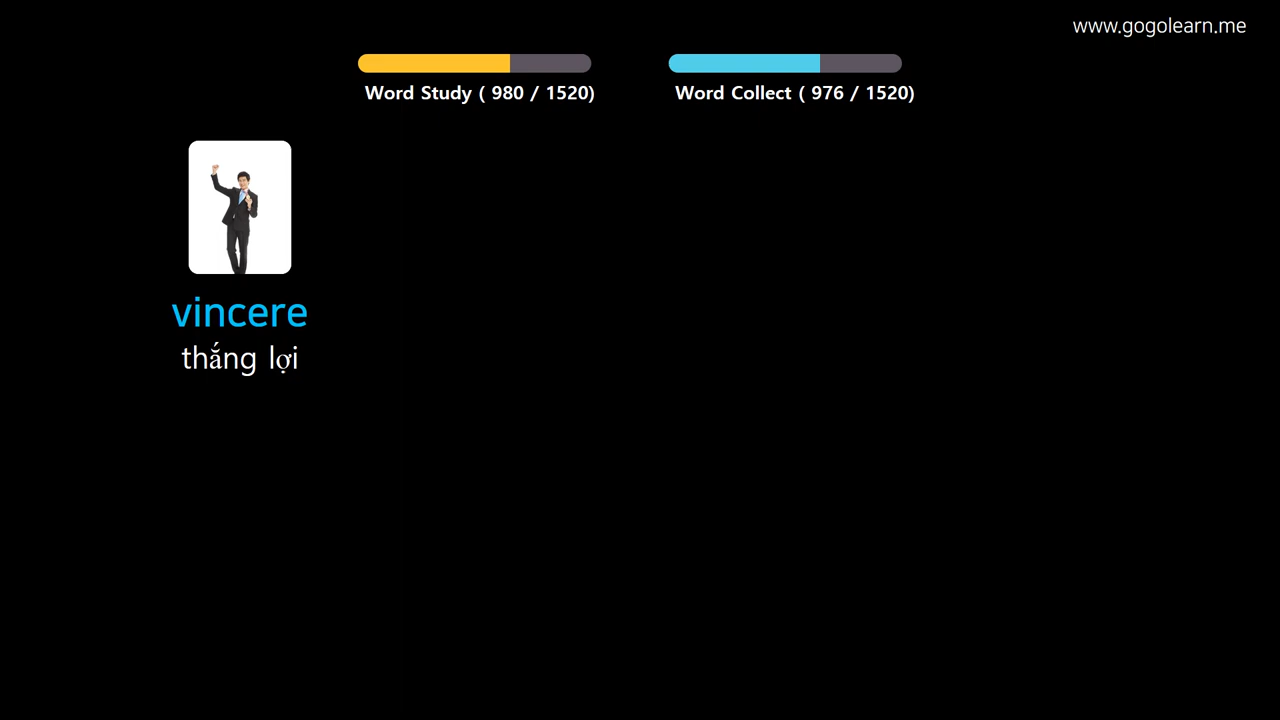 www.gogolearn.me
Word Study ( 980 / 1520)
Word Collect ( 976 / 1520)
vincere
thắng lợi